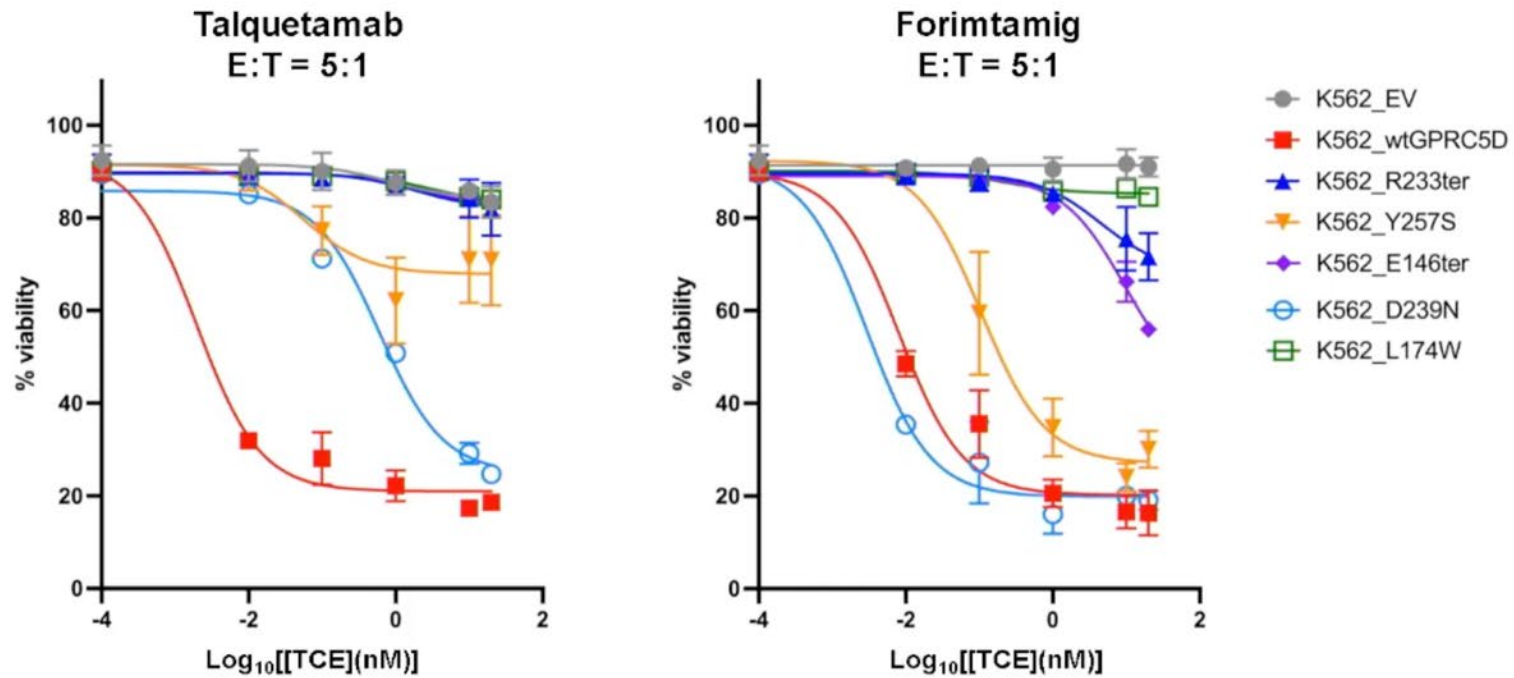 Talquetamab
E:T = 5:1
100
80
60
40
20
0
% viability
-4
-2
0
2
Log₁₀[[TCE](nM)]
Forimtamig
E:T = 5:1
100
80
60
40
20
0
% viability
-4
-2
0
2
Log₁₀[[TCE](nM)]
K562_EV
K562_wtGPRC5D
K562_R233ter
K562_Y257S
K562_E146ter
K562_D239N
K562_L174W